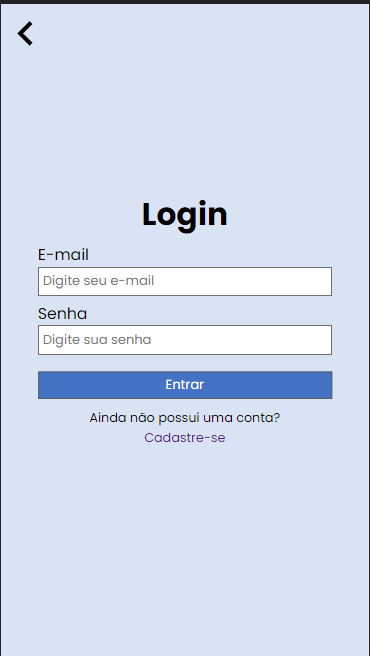 Login
E-mail
Digite seu e-mail
Senha
Digite sua senha
Entrar
Ainda não possui uma conta?
Cadastre-se